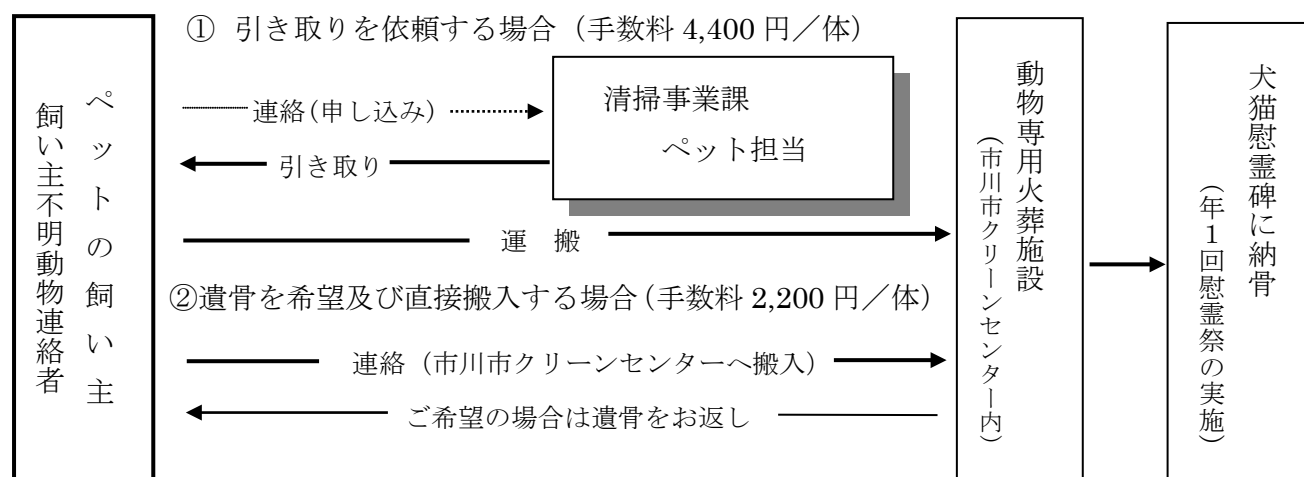 ペットの飼い主
飼い主不明動物連絡者
① 引き取りを依頼する場合（手数料 4,400 円／体）
連絡(申し込み)
清掃事業課
ペット担当
引き取り
運 搬
②遺骨を希望及び直接搬入する場合（手数料 2,200 円／体）
連絡（市川市クリーンセンターへ搬入）
ご希望の場合は遺骨をお返し
動物専用火葬施設
（市川市クリーンセンター内）
犬猫慰霊碑に納骨
（年１回慰霊祭の実施）